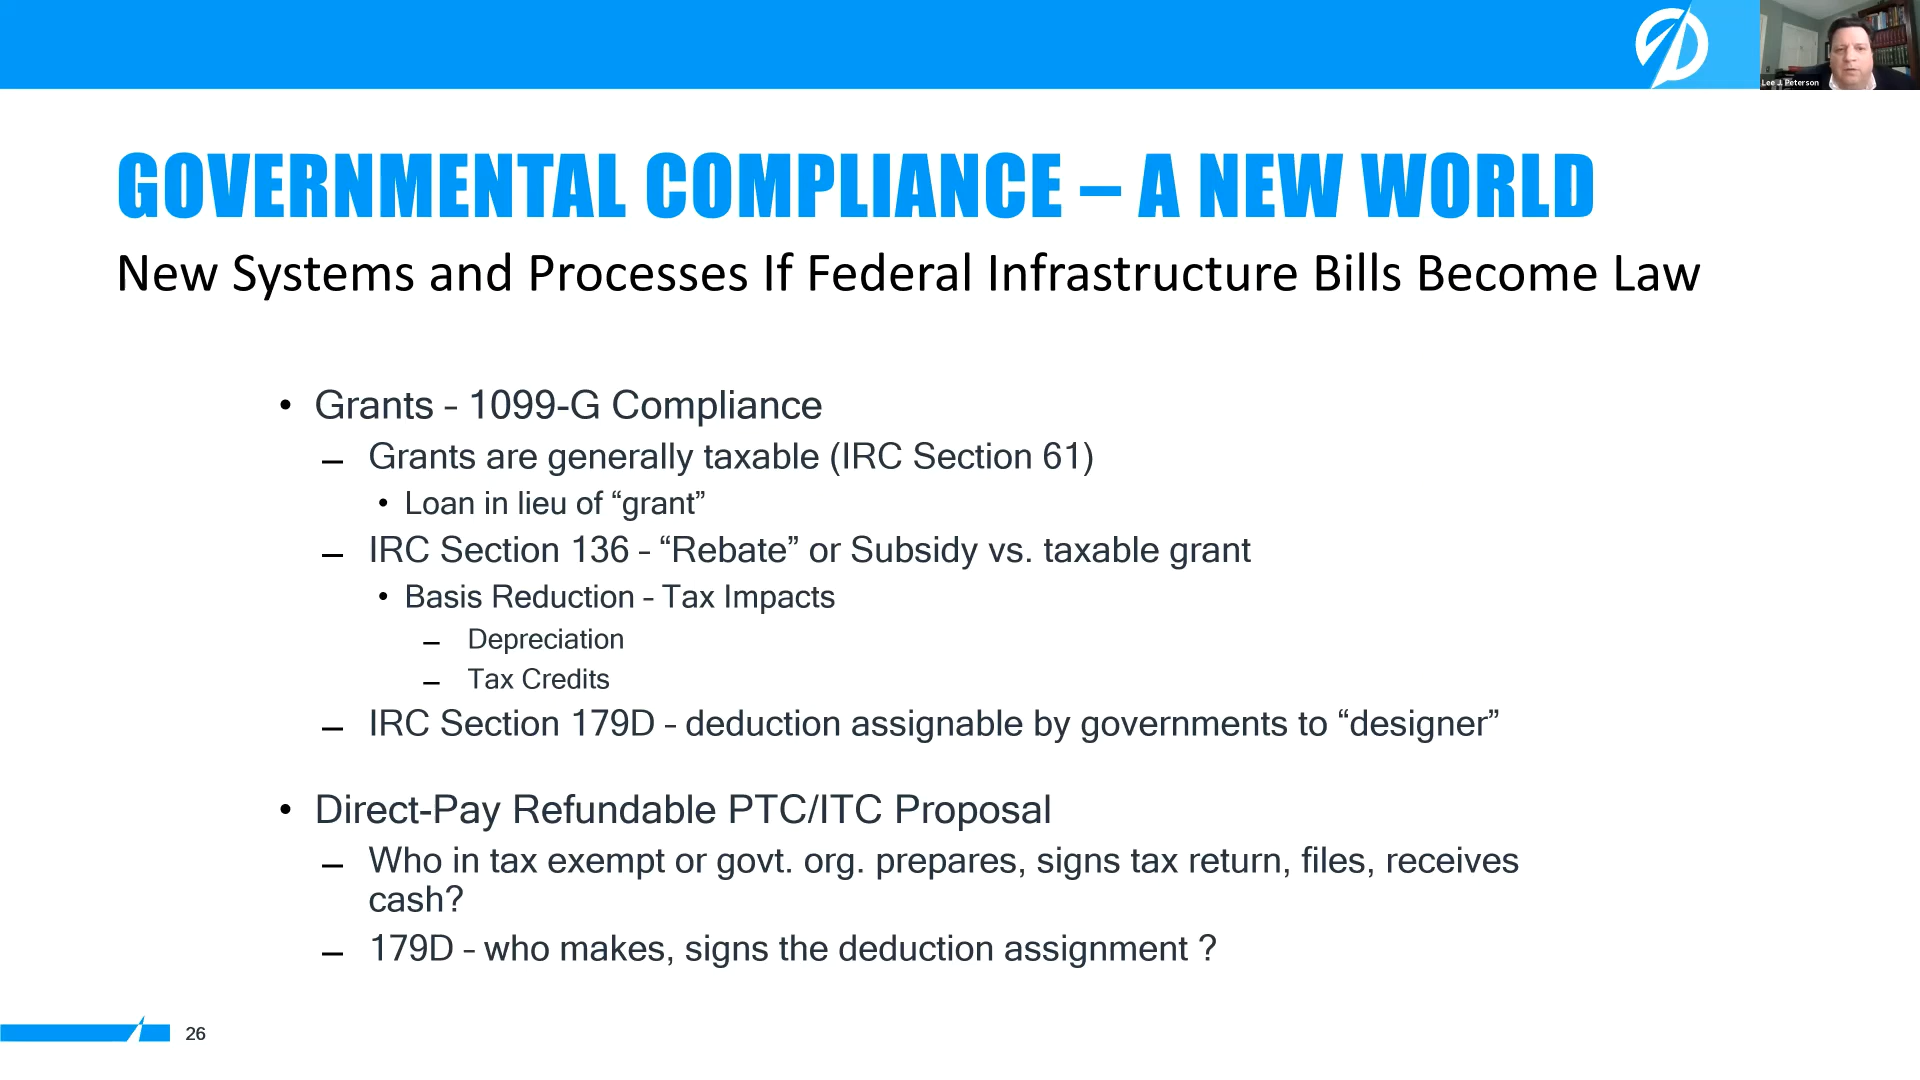 Lee J. Peterson
GOVERNMENTAL COMPLIANCE – A NEW WORLD
New Systems and Processes If Federal Infrastructure Bills Become Law
• Grants – 1099-G Compliance
– Grants are generally taxable (IRC Section 61)
• Loan in lieu of “grant”
– IRC Section 136 – “Rebate” or Subsidy vs. taxable grant
• Basis Reduction – Tax Impacts
– Depreciation
– Tax Credits
– IRC Section 179D – deduction assignable by governments to “designer”
• Direct-Pay Refundable PTC/ITC Proposal
– Who in tax exempt or govt. org. prepares, signs tax return, files, receives
cash?
– 179D – who makes, signs the deduction assignment ?
26